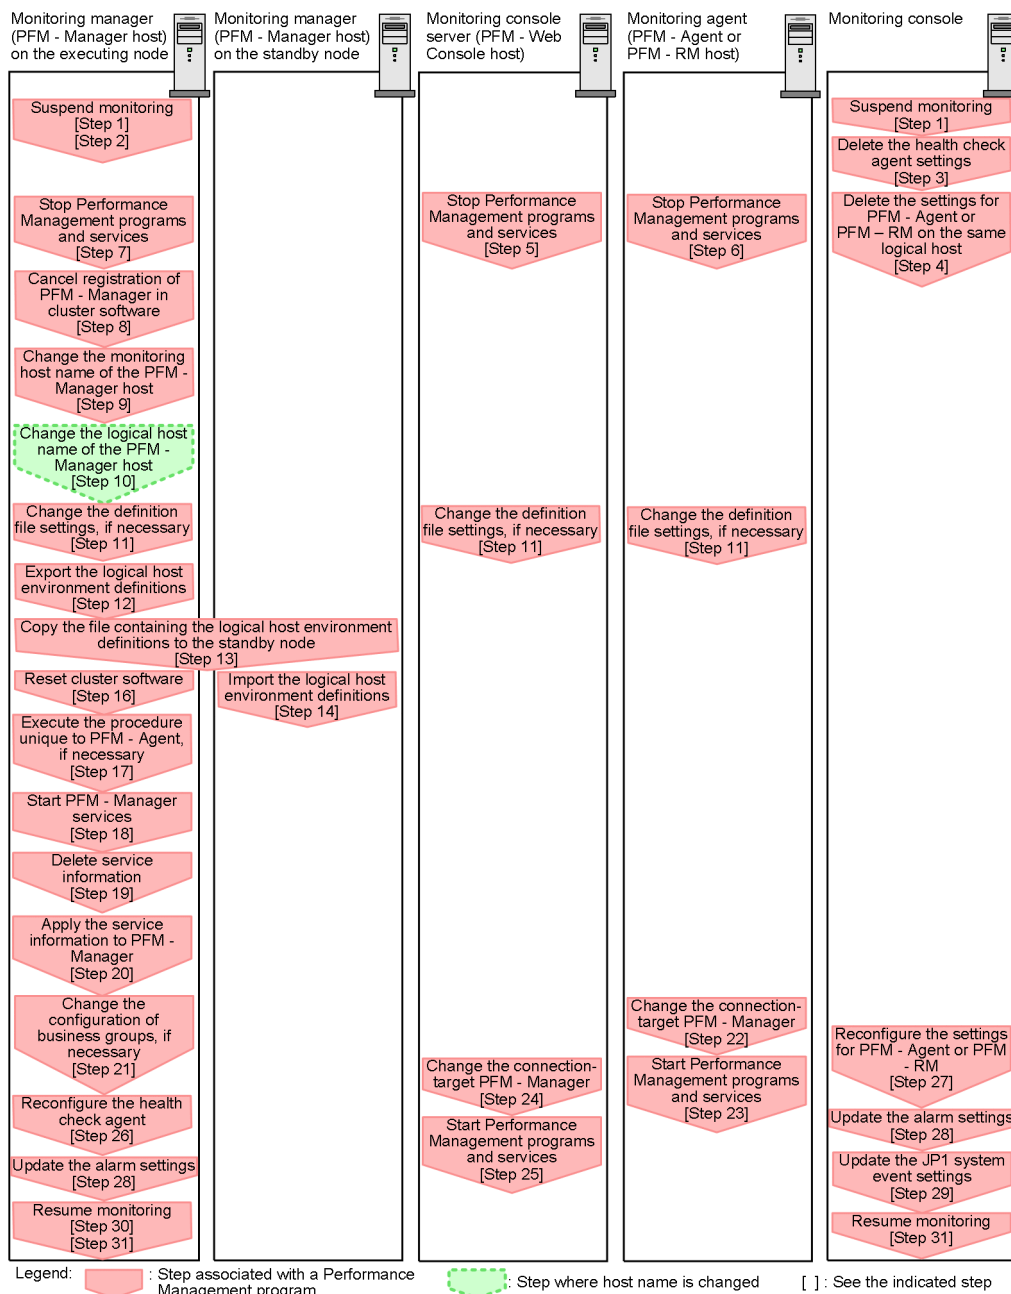 Monitoring manager
(PFM - Manager host)
on the executing node
Monitoring manager
(PFM - Manager host)
on the standby node
Monitoring console
server (PFM - Web
Console host)
Monitoring agent
(PFM - Agent or
PFM - RM host)
Monitoring console
Suspend monitoring
[Step 1]
[Step 2]
Stop Performance
Management programs
and services
[Step 7]
Cancel registration of
PFM - Manager in
cluster software
[Step 8]
Change the monitoring
host name of the PFM -
Manager host
[Step 9]
Change the logical host
name of the PFM -
Manager host
[Step 10]
Change the definition
file settings, if necessary
[Step 11]
Export the logical host
environment definitions
[Step 12]
Copy the file containing the logical host environment
definitions to the standby node
[Step 13]
Reset cluster software
[Step 16]
Execute the procedure
unique to PFM - Agent,
if necessary
[Step 17]
Start PFM - Manager
services
[Step 18]
Delete service
information
[Step 19]
Apply the service
information to PFM -
Manager
[Step 20]
Change the
configuration of
business groups, if
necessary
[Step 21]
Reconfigure the health
check agent
[Step 26]
Update the alarm settings
[Step 28]
Resume monitoring
[Step 30]
[Step 31]
Import the logical host
environment definitions
[Step 14]
Stop Performance
Management programs
and services
[Step 5]
Change the definition
file settings, if necessary
[Step 11]
Change the connection-
target PFM - Manager
[Step 24]
Start Performance
Management programs
and services
[Step 25]
Stop Performance
Management programs
and services
[Step 6]
Change the definition
file settings, if necessary
[Step 11]
Change the connection-
target PFM - Manager
[Step 22]
Start Performance
Management programs
and services
[Step 23]
Suspend monitoring
[Step 1]
Delete the health check
agent settings
[Step 3]
Delete the settings for
PFM - Agent or
PFM – RM on the same
logical host
[Step 4]
Reconfigure the settings
for PFM - Agent or PFM
- RM
[Step 27]
Update the alarm settings
[Step 28]
Update the JP1 system
event settings
[Step 29]
Resume monitoring
[Step 31]
Legend:
: Step associated with a Performance
Management program
: Step where host name is changed
[ ] : See the indicated step